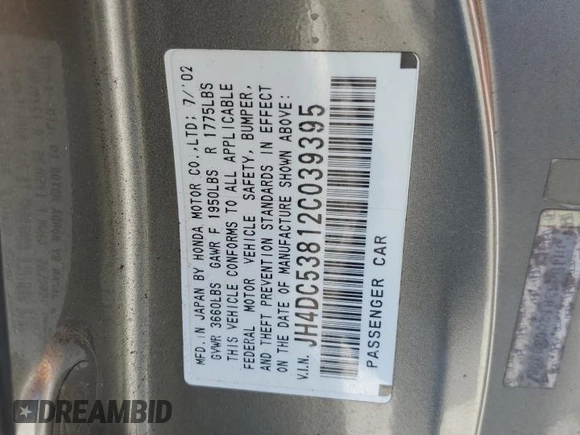 MFD. IN JAPAN BY HONDA MOTOR CO.,LTD; 7/'02
GVWR 3660LBS GAWR F 1950LBS R 1775LBS
THIS VEHICLE CONFORMS TO ALL APPLICABLE
FEDERAL MOTOR VEHICLE SAFETY, BUMPER,
AND THEFT PREVENTION STANDARDS IN EFFECT
ON THE DATE OF MANUFACTURE SHOWN ABOVE:
V.I.N. JH4DC53812C039395
PASSENGER CAR
DREAMBID